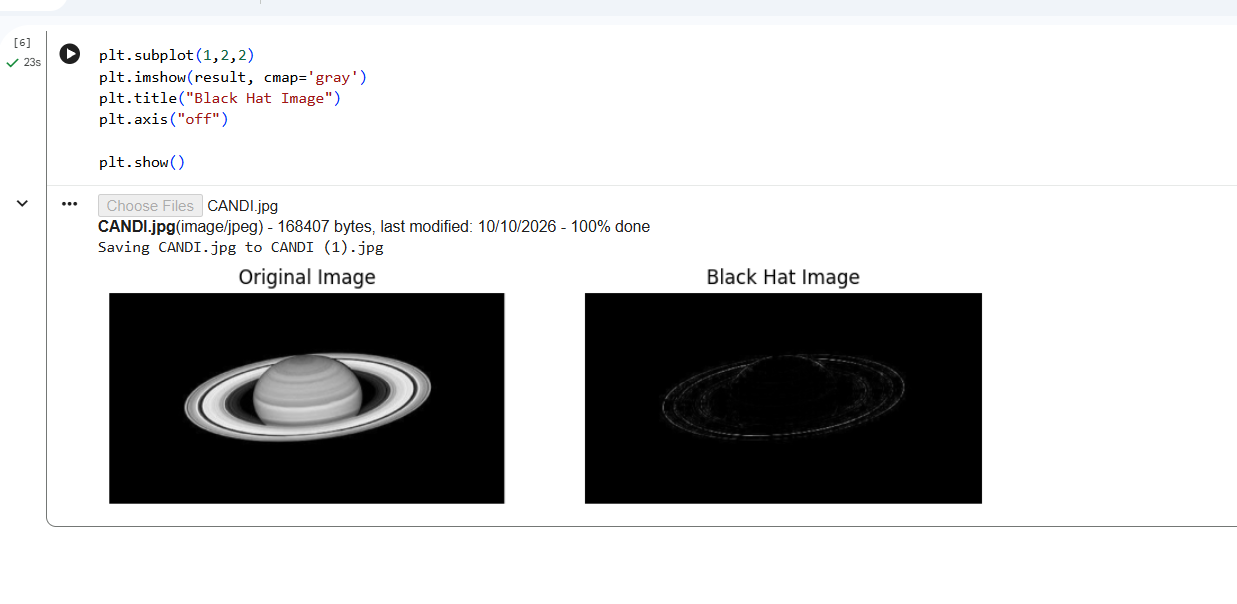 [6]
23s
plt.subplot(1,2,2)
plt.imshow(result, cmap='gray')
plt.title("Black Hat Image")
plt.axis("off")
plt.show()
Choose Files CANDI.jpg
CANDI.jpg(image/jpeg) - 168407 bytes, last modified: 10/10/2026 - 100% done
Saving CANDI.jpg to CANDI (1).jpg
Original Image
Black Hat Image